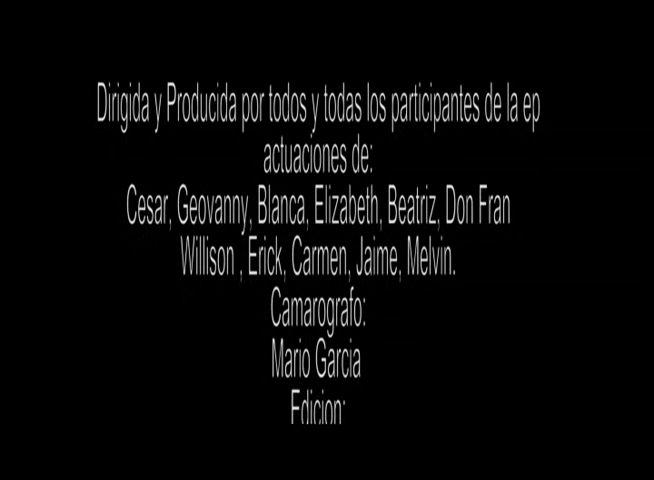 Dirigida y Producida por todos y todas los participantes de la ep
actuaciones de:
Cesar, Geovanny, Blanca, Elizabeth, Beatriz, Don Fran
Willison , Erick, Carmen, Jaime, Melvin.
Camarografo:
Mario Garcia
Edicion: